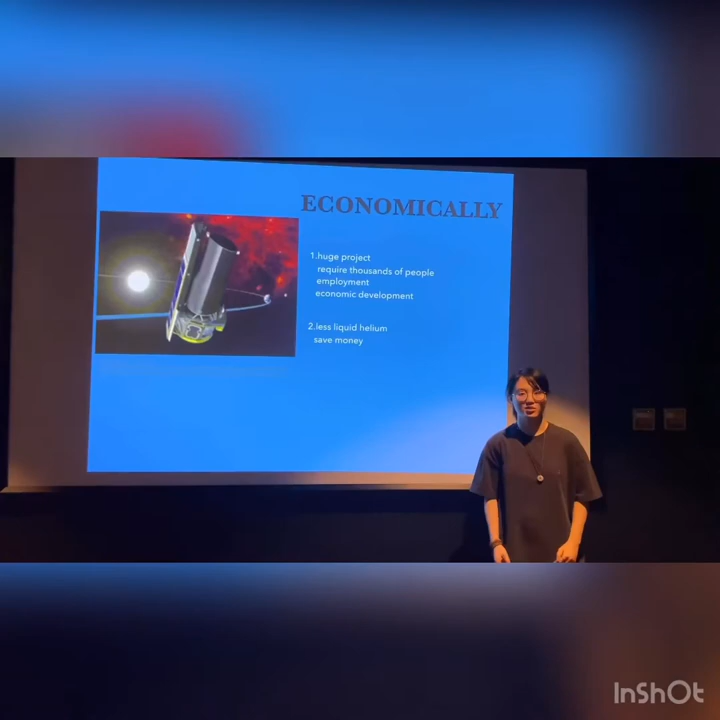 ECONOMICALLY
1.huge project
require thousands of people
employment
economic development
2.less liquid helium
save money
InShOt